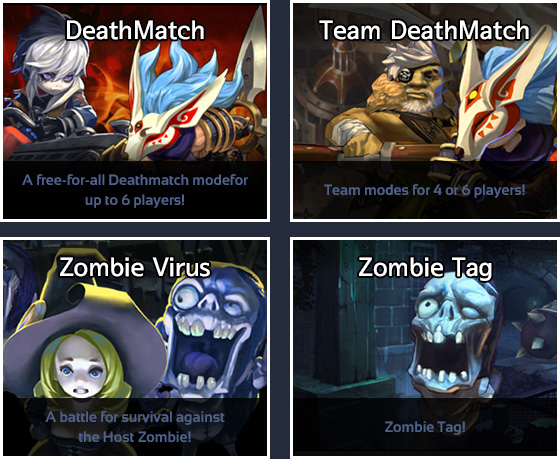 DeathMatch
A free-for-all Deathmatch modefor
up to 6 players!
Team DeathMatch
Team modes for 4 or 6 players!
Zombie Virus
A battle for survival against
the Host Zombie!
Zombie Tag
Zombie Tag!